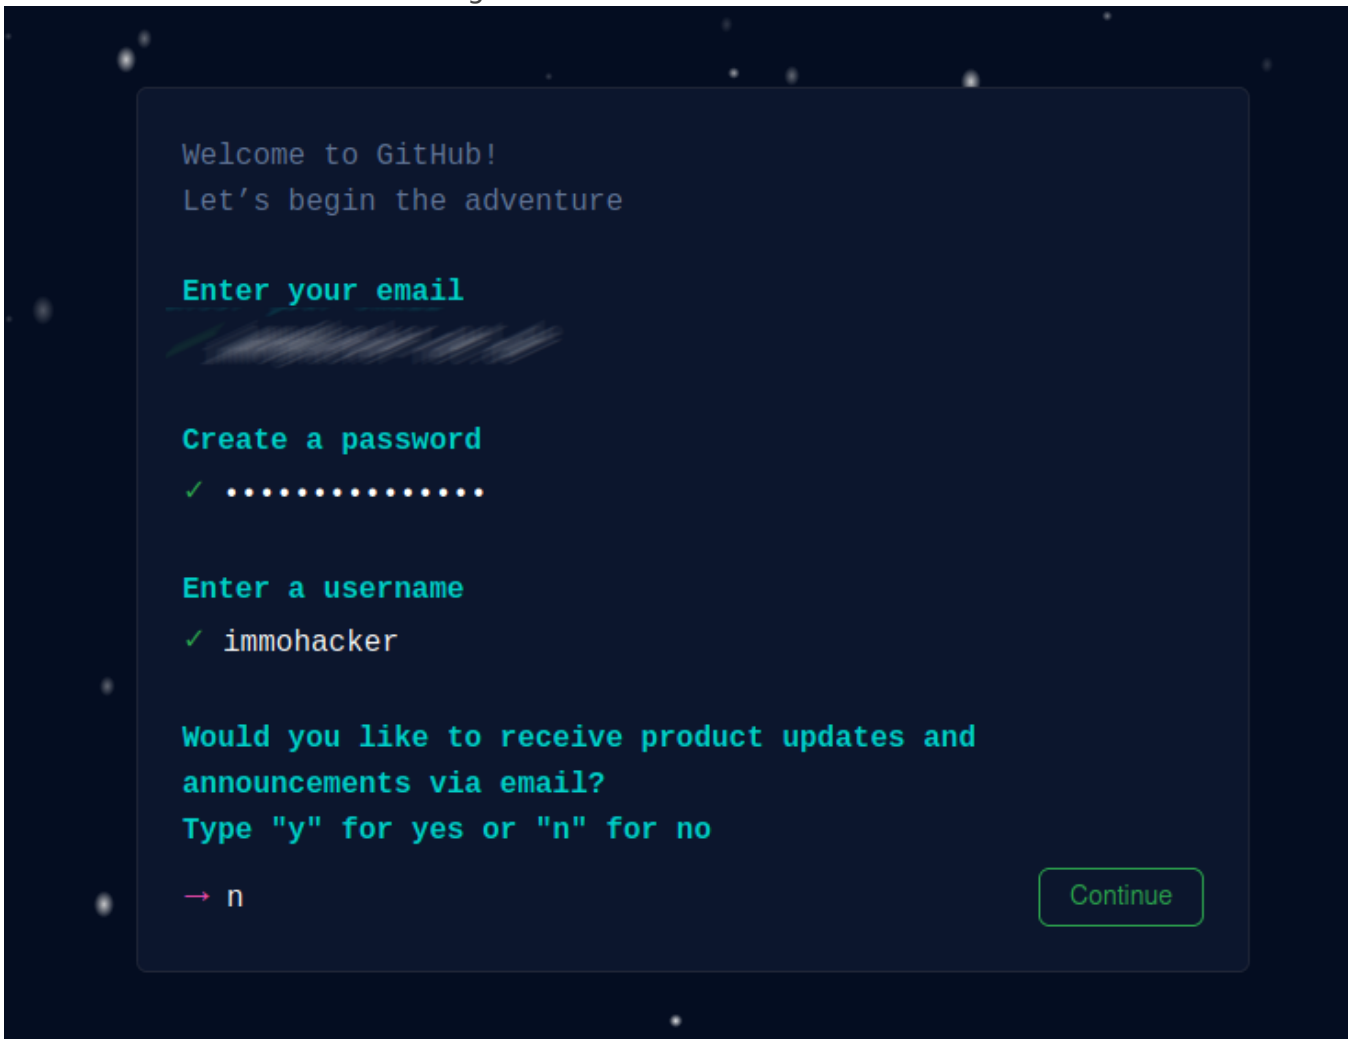 Welcome to GitHub!
Let’s begin the adventure
Enter your email
Create a password
✓ •••••••••••••••
Enter a username
✓ immohacker
Would you like to receive product updates and
announcements via email?
Type "y" for yes or "n" for no
→ n
Continue